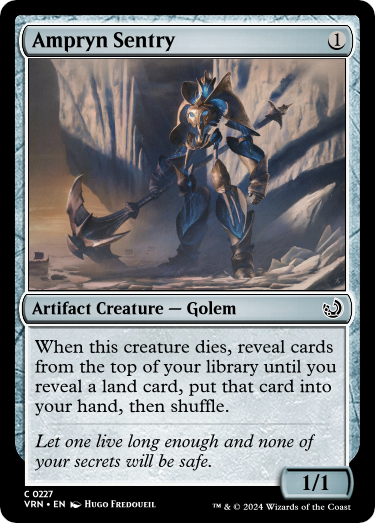 Ampryn Sentry 1
Artifact Creature — Golem
When this creature dies, reveal cards
from the top of your library until you
reveal a land card, put that card into
your hand, then shuffle.
Let one live long enough and none of
your secrets will be safe.
1/1
C 0227
VRN • EN Hugo Fredoueil
™ & © 2024 Wizards of the Coast